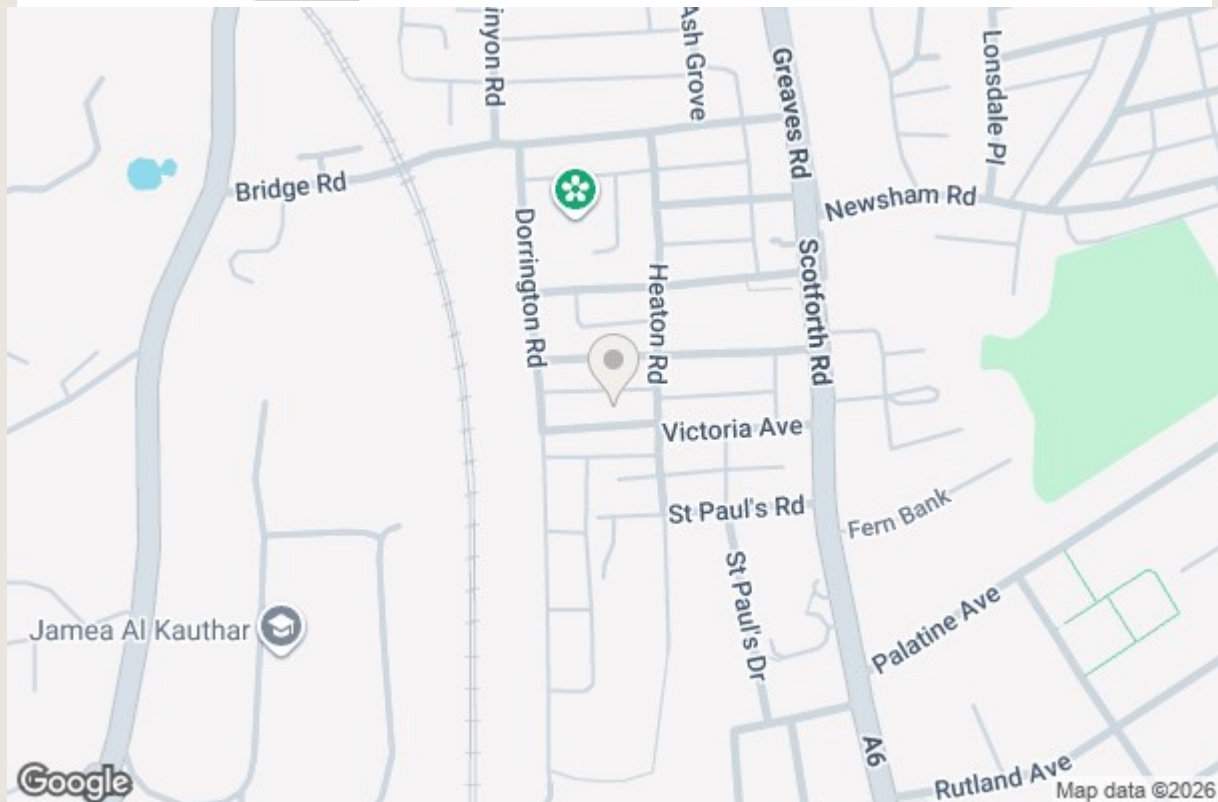 inyon Rd
Ash Grove
Greaves Rd
Lonsdale Pl
Bridge Rd
Newsham Rd
Dorrington Rd
Heaton Rd
Scotforth Rd
Victoria Ave
St Paul's Rd
Fern Bank
St Paul's Dr
Jamea Al Kauthar
Palatine Ave
A6
Rutland Ave
Google
Map data ©2026